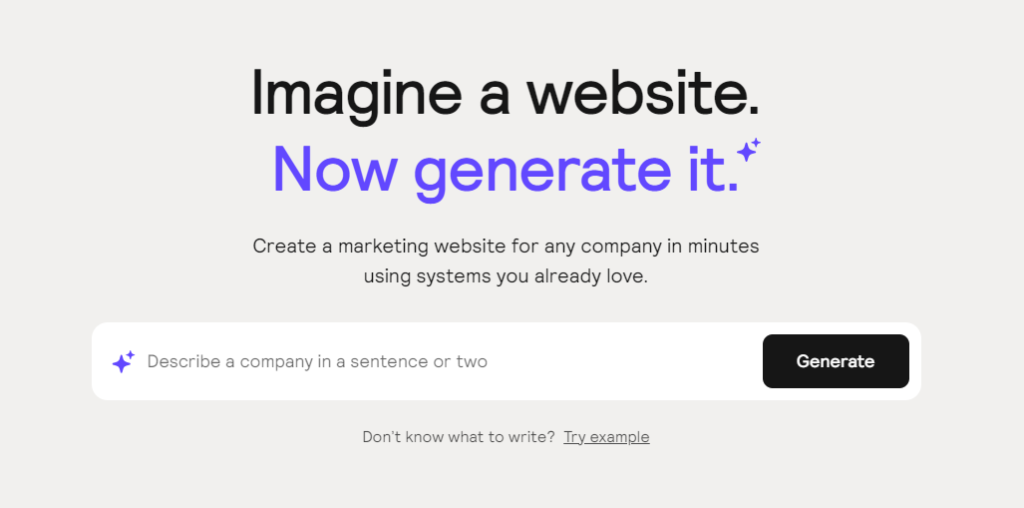 Imagine a website.
Now generate it.
Create a marketing website for any company in minutes
using systems you already love.
Describe a company in a sentence or two
Generate
Don't know what to write? Try example